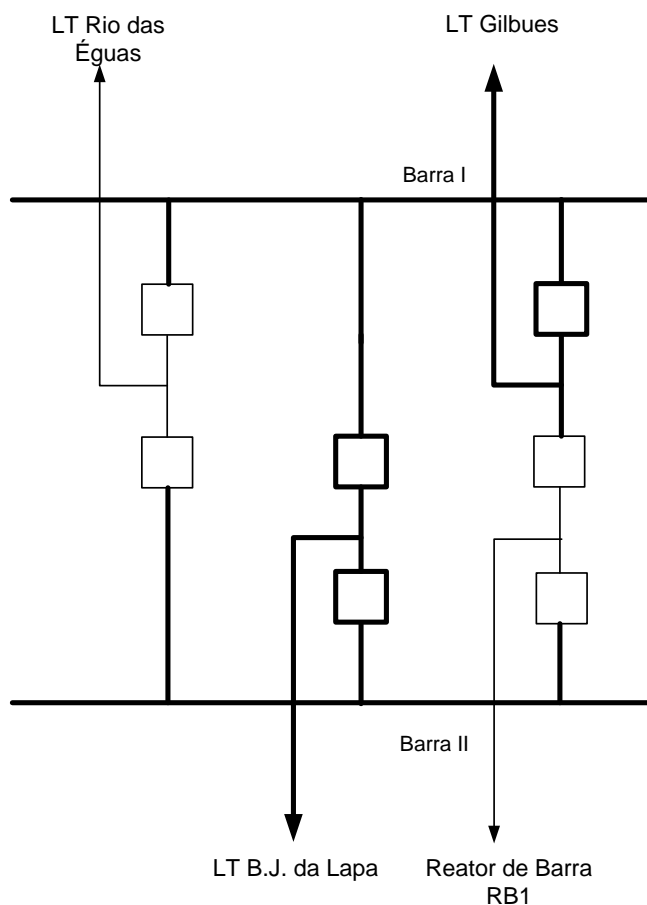 LT Rio das
Éguas
LT Gilbues
Barra I
Barra II
LT B.J. da Lapa
Reator de Barra
RB1